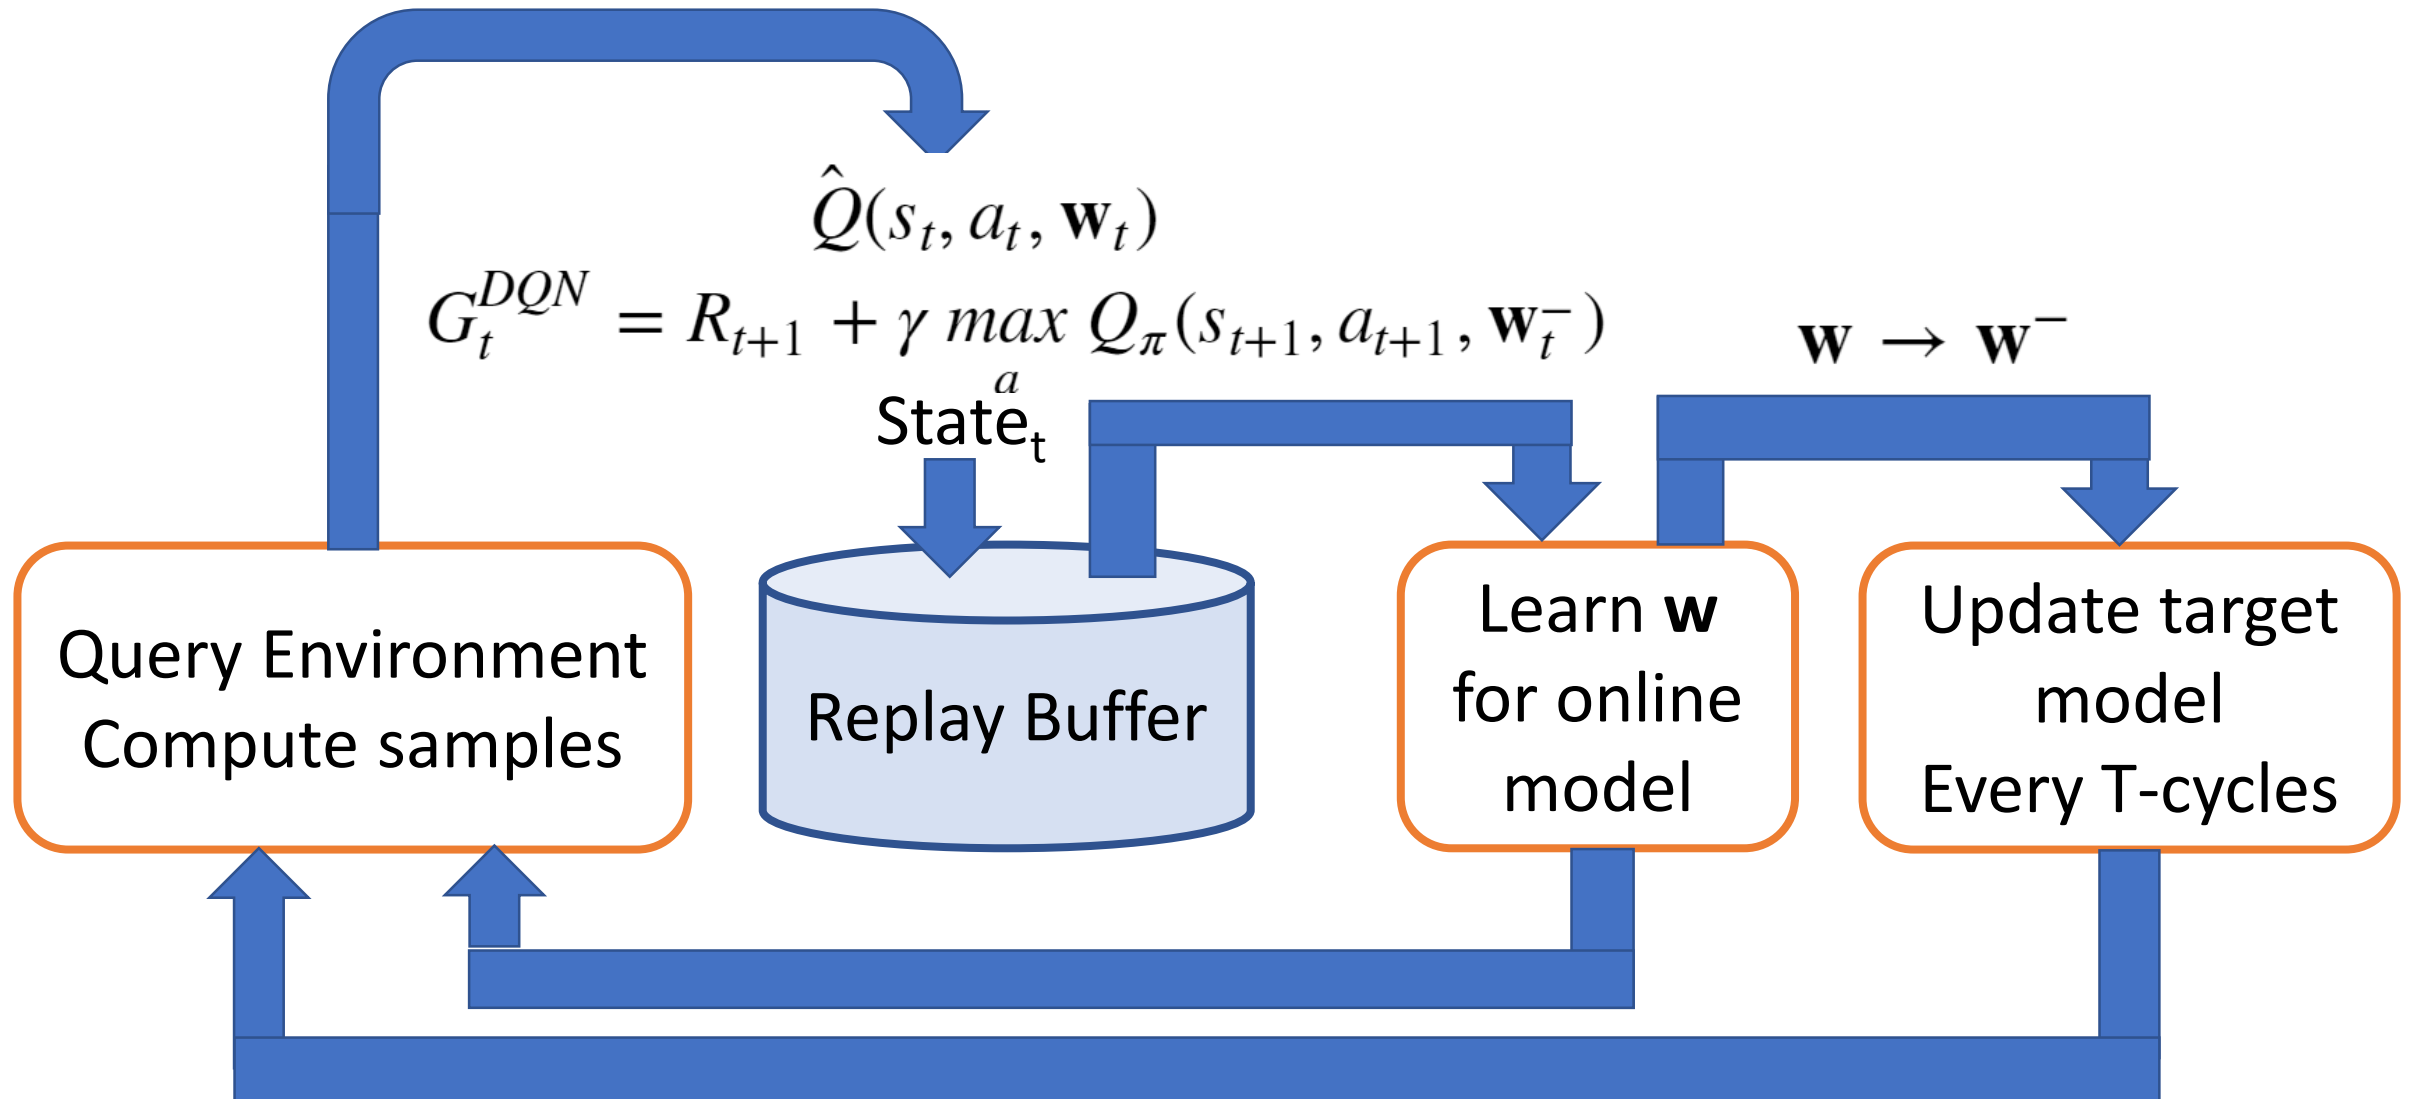 Q̂(s_t, a_t, 𝐰_t)
G_t^{DQN} = R_{t+1} + γ max_a Q_π(s_{t+1}, a_{t+1}, 𝐰_t^−)
𝐰 → 𝐰^−
State_t
Query Environment
Compute samples
Replay Buffer
Learn w
for online
model
Update target
model
Every T-cycles